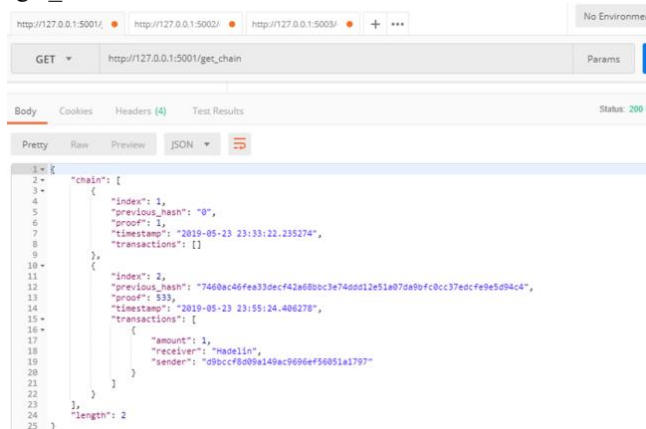 http://127.0.0.1:5001/ http://127.0.0.1:5002/ http://127.0.0.1:5003/ + ••• No Environme
GET http://127.0.0.1:5001/get_chain Params
Body Cookies Headers (4) Test Results Status: 200
Pretty Raw Preview JSON
1 {
2 "chain": [
3 {
4 "index": 1,
5 "previous_hash": "0",
6 "proof": 1,
7 "timestamp": "2019-05-23 23:33:22.235274",
8 "transactions": []
9 },
10 {
11 "index": 2,
12 "previous_hash": "7460ac46fea33decf42a68bbc3e74ddd12e51a07da9bfc0cc37edcfe9e5d94c4",
13 "proof": 533,
14 "timestamp": "2019-05-23 23:55:24.406278",
15 "transactions": [
16 {
17 "amount": 1,
18 "receiver": "Hadelin",
19 "sender": "d9bccf8d09a149ac9696ef56051a1797"
20 }
21 ]
22 }
23 ],
24 "length": 2
25 }